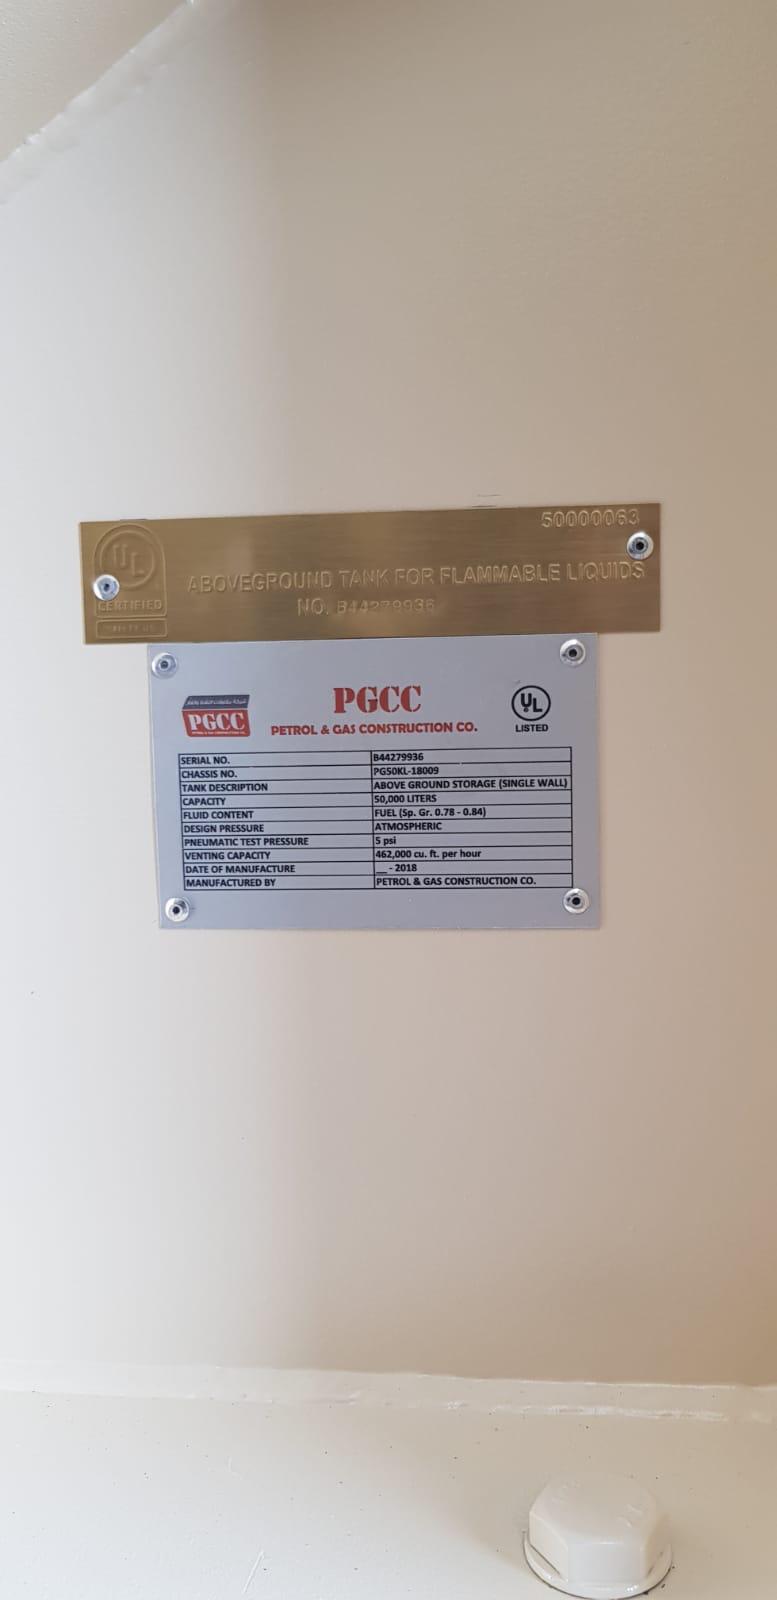 50000063
UL
CERTIFIED
ABOVEGROUND TANK FOR FLAMMABLE LIQUIDS
NO. B44279936
PGCC
PGCC
PETROL & GAS CONSTRUCTION CO.
UL
LISTED
SERIAL NO. B44279936
CHASSIS NO. PG50KL-18009
TANK DESCRIPTION ABOVE GROUND STORAGE (SINGLE WALL)
CAPACITY 50,000 LITERS
FLUID CONTENT FUEL (Sp. Gr. 0.78 - 0.84)
DESIGN PRESSURE ATMOSPHERIC
PNEUMATIC TEST PRESSURE 5 psi
VENTING CAPACITY 462,000 cu. ft. per hour
DATE OF MANUFACTURE __ - 2018
MANUFACTURED BY PETROL & GAS CONSTRUCTION CO.